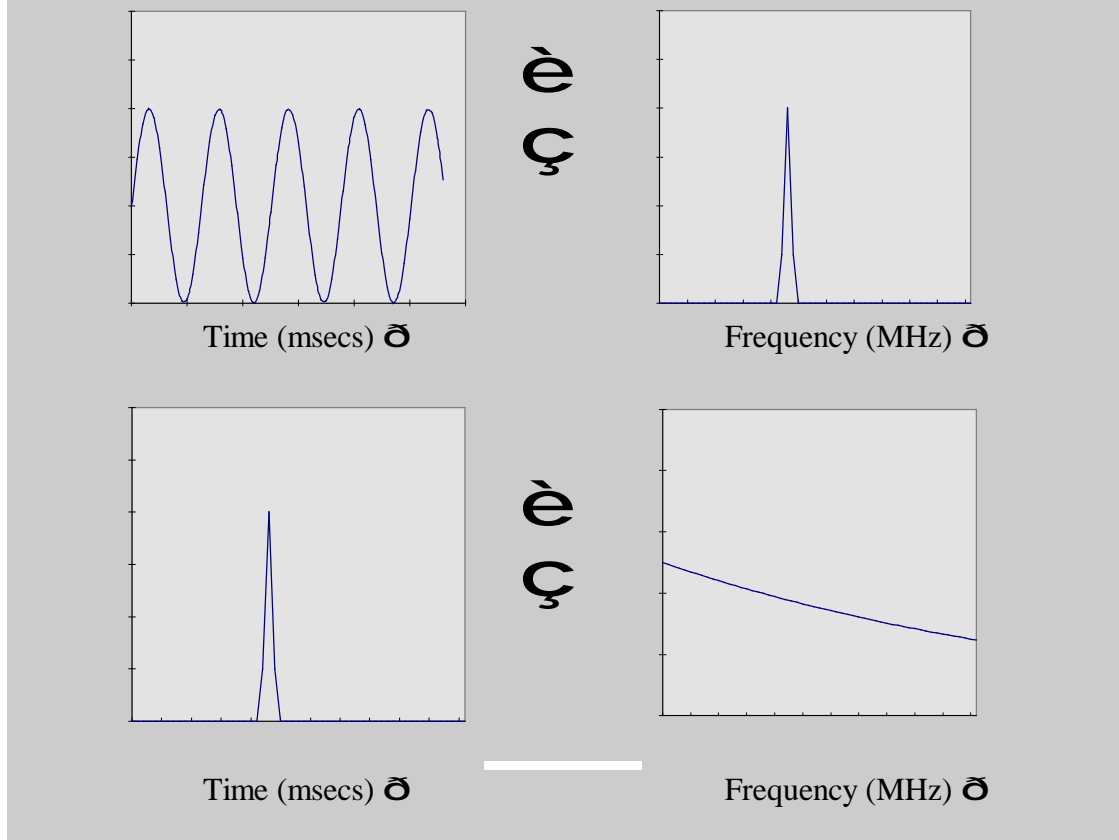 è
ç
Time (msecs) ð
Frequency (MHz) ð
è
ç
Time (msecs) ð
Frequency (MHz) ð